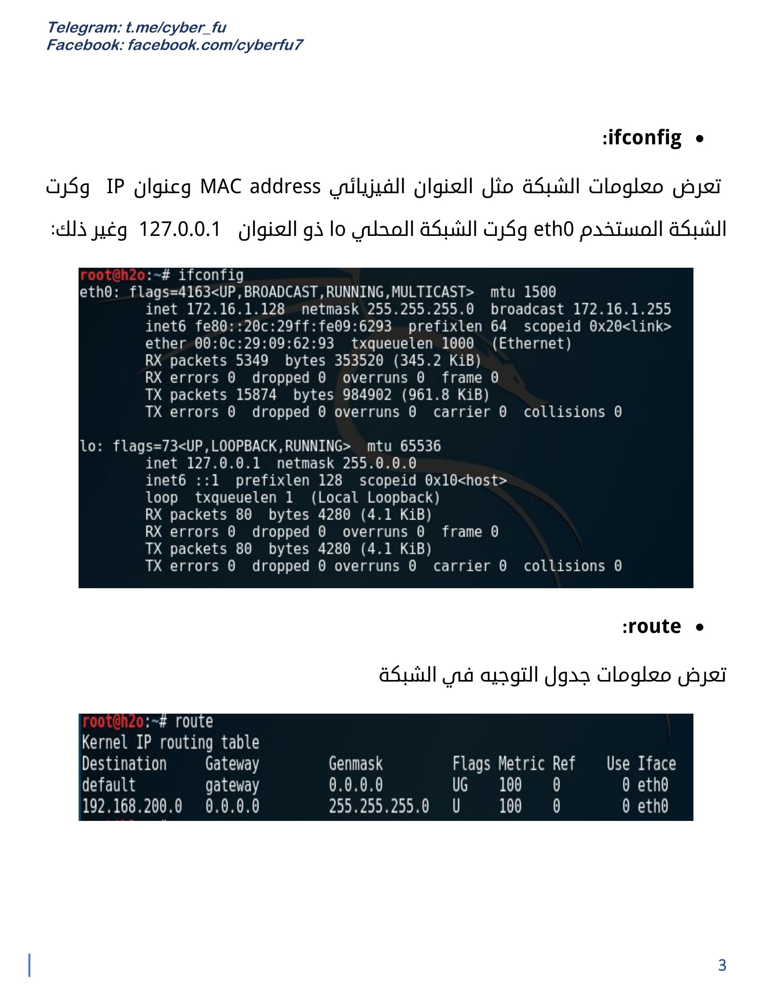 Telegram: t.me/cyber_fu
Facebook: facebook.com/cyberfu7
• ifconfig:
تعرض معلومات الشبكة مثل العنوان الفيزيائي MAC address وعنوان IP وكرت
الشبكة المستخدم eth0 وكرت الشبكة المحلي lo ذو العنوان 127.0.0.1 وغير ذلك:
root@h2o:~# ifconfig
eth0: flags=4163<UP,BROADCAST,RUNNING,MULTICAST>  mtu 1500
        inet 172.16.1.128  netmask 255.255.255.0  broadcast 172.16.1.255
        inet6 fe80::20c:29ff:fe09:6293  prefixlen 64  scopeid 0x20<link>
        ether 00:0c:29:09:62:93  txqueuelen 1000  (Ethernet)
        RX packets 5349  bytes 353520 (345.2 KiB)
        RX errors 0  dropped 0  overruns 0  frame 0
        TX packets 15874  bytes 984902 (961.8 KiB)
        TX errors 0  dropped 0 overruns 0  carrier 0  collisions 0
lo: flags=73<UP,LOOPBACK,RUNNING>  mtu 65536
        inet 127.0.0.1  netmask 255.0.0.0
        inet6 ::1  prefixlen 128  scopeid 0x10<host>
        loop  txqueuelen 1  (Local Loopback)
        RX packets 80  bytes 4280 (4.1 KiB)
        RX errors 0  dropped 0  overruns 0  frame 0
        TX packets 80  bytes 4280 (4.1 KiB)
        TX errors 0  dropped 0 overruns 0  carrier 0  collisions 0
• route:
تعرض معلومات جدول التوجيه في الشبكة
root@h2o:~# route
Kernel IP routing table
Destination     Gateway         Genmask         Flags Metric Ref    Use Iface
default         gateway         0.0.0.0         UG    100    0        0 eth0
192.168.200.0   0.0.0.0         255.255.255.0   U     100    0        0 eth0
3